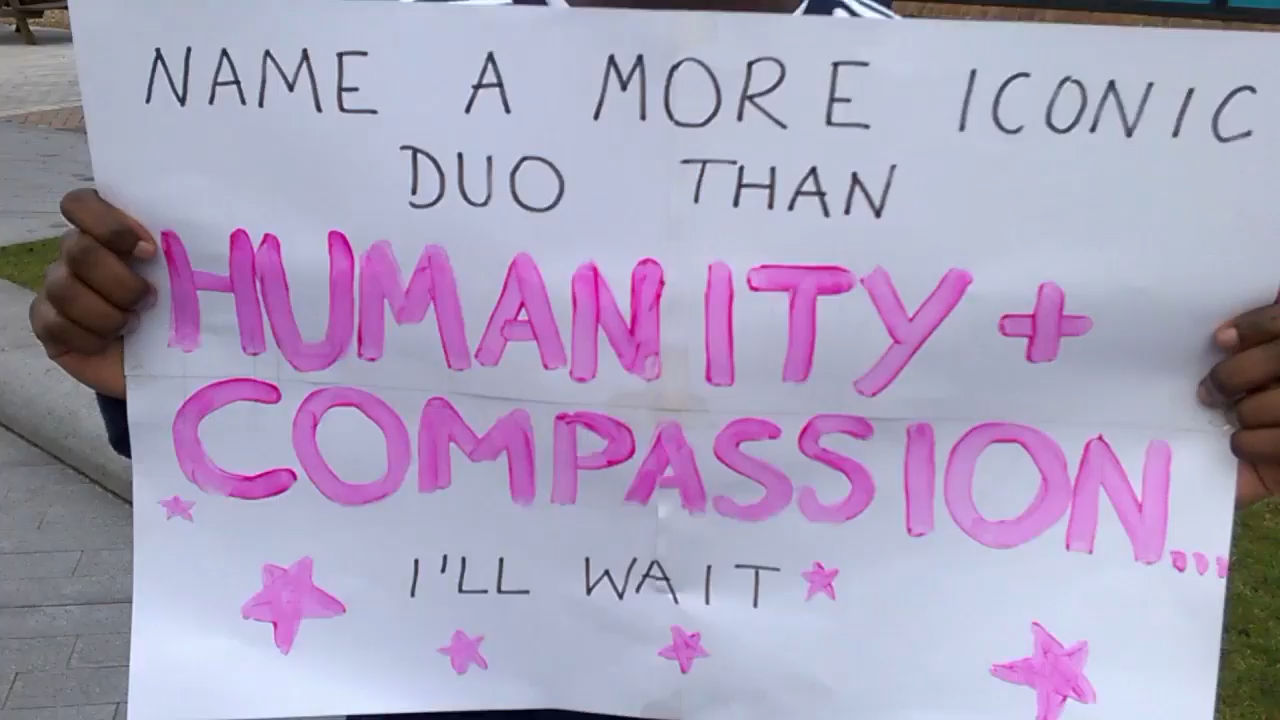 NAME A MORE ICONIC
DUO THAN
HUMANITY +
COMPASSION...
I'LL WAIT